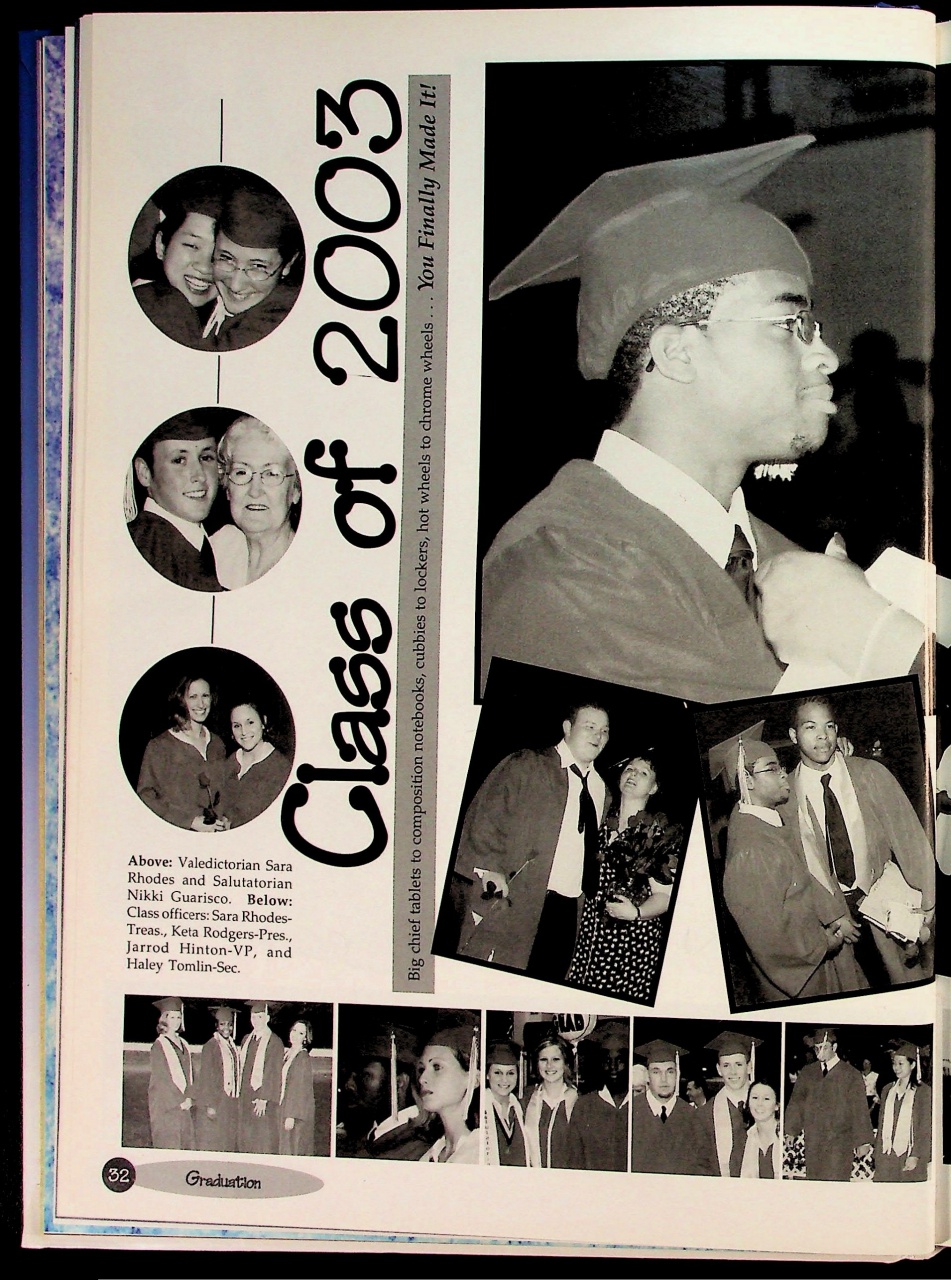 Class of 2003
Big chief tablets to composition notebooks, cubbies to lockers, hot wheels to chrome wheels . . . You Finally Made It!
Above: Valedictorian Sara
Rhodes and Salutatorian
Nikki Guarisco. Below:
Class officers: Sara Rhodes-
Treas., Keta Rodgers-Pres.,
Jarrod Hinton-VP, and
Haley Tomlin-Sec.
LAB
32
Graduation